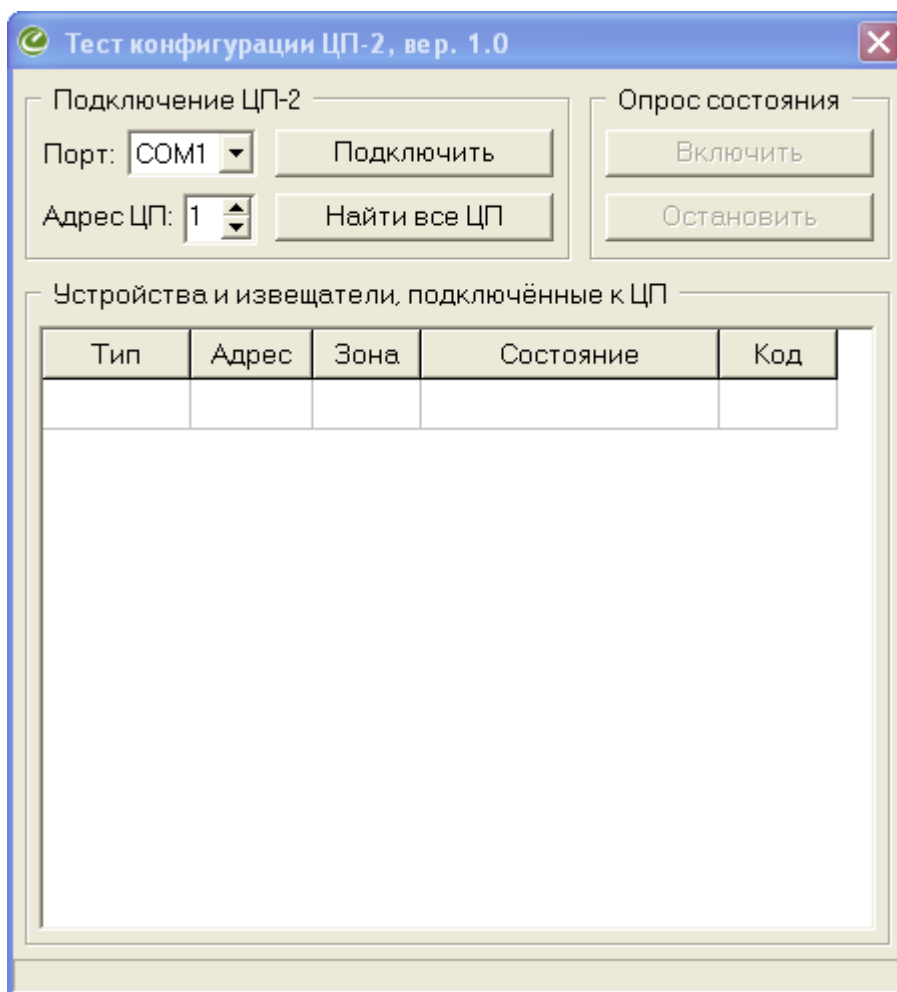 Тест конфигурации ЦП-2, вер. 1.0
Подключение ЦП-2
Опрос состояния
Порт: COM1 Подключить
Включить
Адрес ЦП: 1 Найти все ЦП
Остановить
Устройства и извещатели, подключённые к ЦП
Тип Адрес Зона Состояние Код